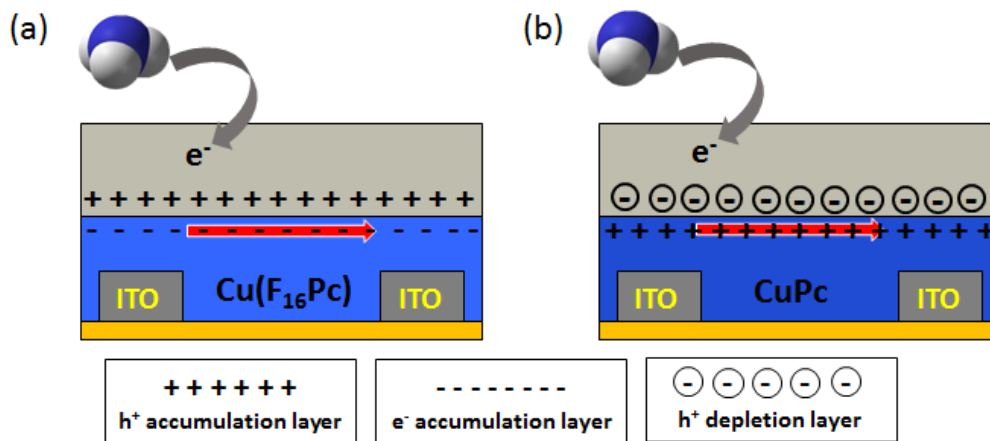 (a)
(b)
e⁻
e⁻
+ + + + + + + + + + + + + + +
- - - - - - - - - - - - - - -
- - - - - - - - - - -
+ + + + + + + + + + + + + + +
ITO
Cu(F₁₆Pc)
ITO
ITO
CuPc
ITO
+ + + + + +
h⁺ accumulation layer
- - - - - - - -
e⁻ accumulation layer
- - - - -
h⁺ depletion layer